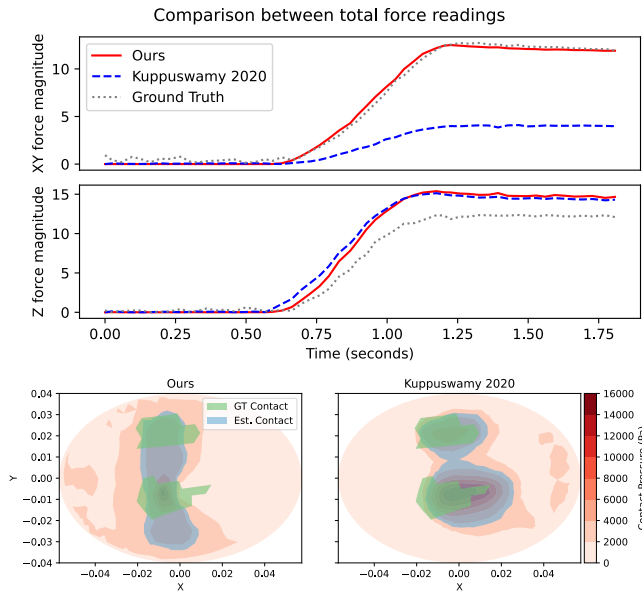 Comparison between total force readings
XY force magnitude
10
5
0
Ours
Kuppuswamy 2020
Ground Truth
Z force magnitude
15
10
5
0
0.00 0.25 0.50 0.75 1.00 1.25 1.50 1.75
Time (seconds)
Ours
Y
0.04
0.03
0.02
0.01
0.00
−0.01
−0.02
−0.03
−0.04
GT Contact
Est. Contact
−0.04 −0.02 0.00 0.02 0.04
X
Kuppuswamy 2020
−0.04 −0.02 0.00 0.02 0.04
X
16000
14000
12000
10000
8000
6000
4000
2000
0
Contact Pressure (Pa)